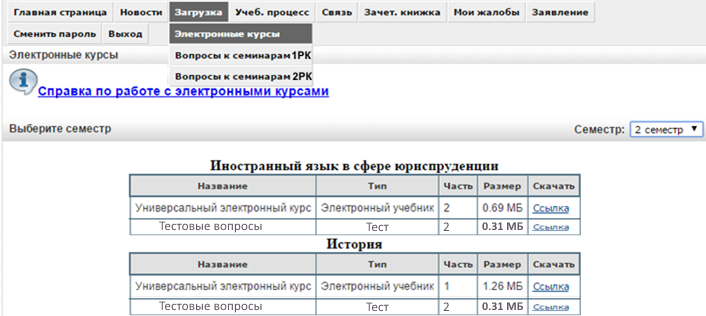 Главная страница Новости Загрузка Учеб. процесс Связь Зачет. книжка Мои жалобы Заявление
Сменить пароль Выход Электронные курсы
Электронные курсы
Вопросы к семинарам1РК
Вопросы к семинарам 2РК
Справка по работе с электронными курсами
Выберите семестр Семестр: 2 семестр
Иностранный язык в сфере юриспруденции
Название Тип Часть Размер Скачать
Универсальный электронный курс Электронный учебник 2 0.69 МБ Ссылка
Тестовые вопросы Тест 2 0.31 МБ Ссылка
История
Название Тип Часть Размер Скачать
Универсальный электронный курс Электронный учебник 1 1.26 МБ Ссылка
Тестовые вопросы Тест 2 0.31 МБ Ссылка